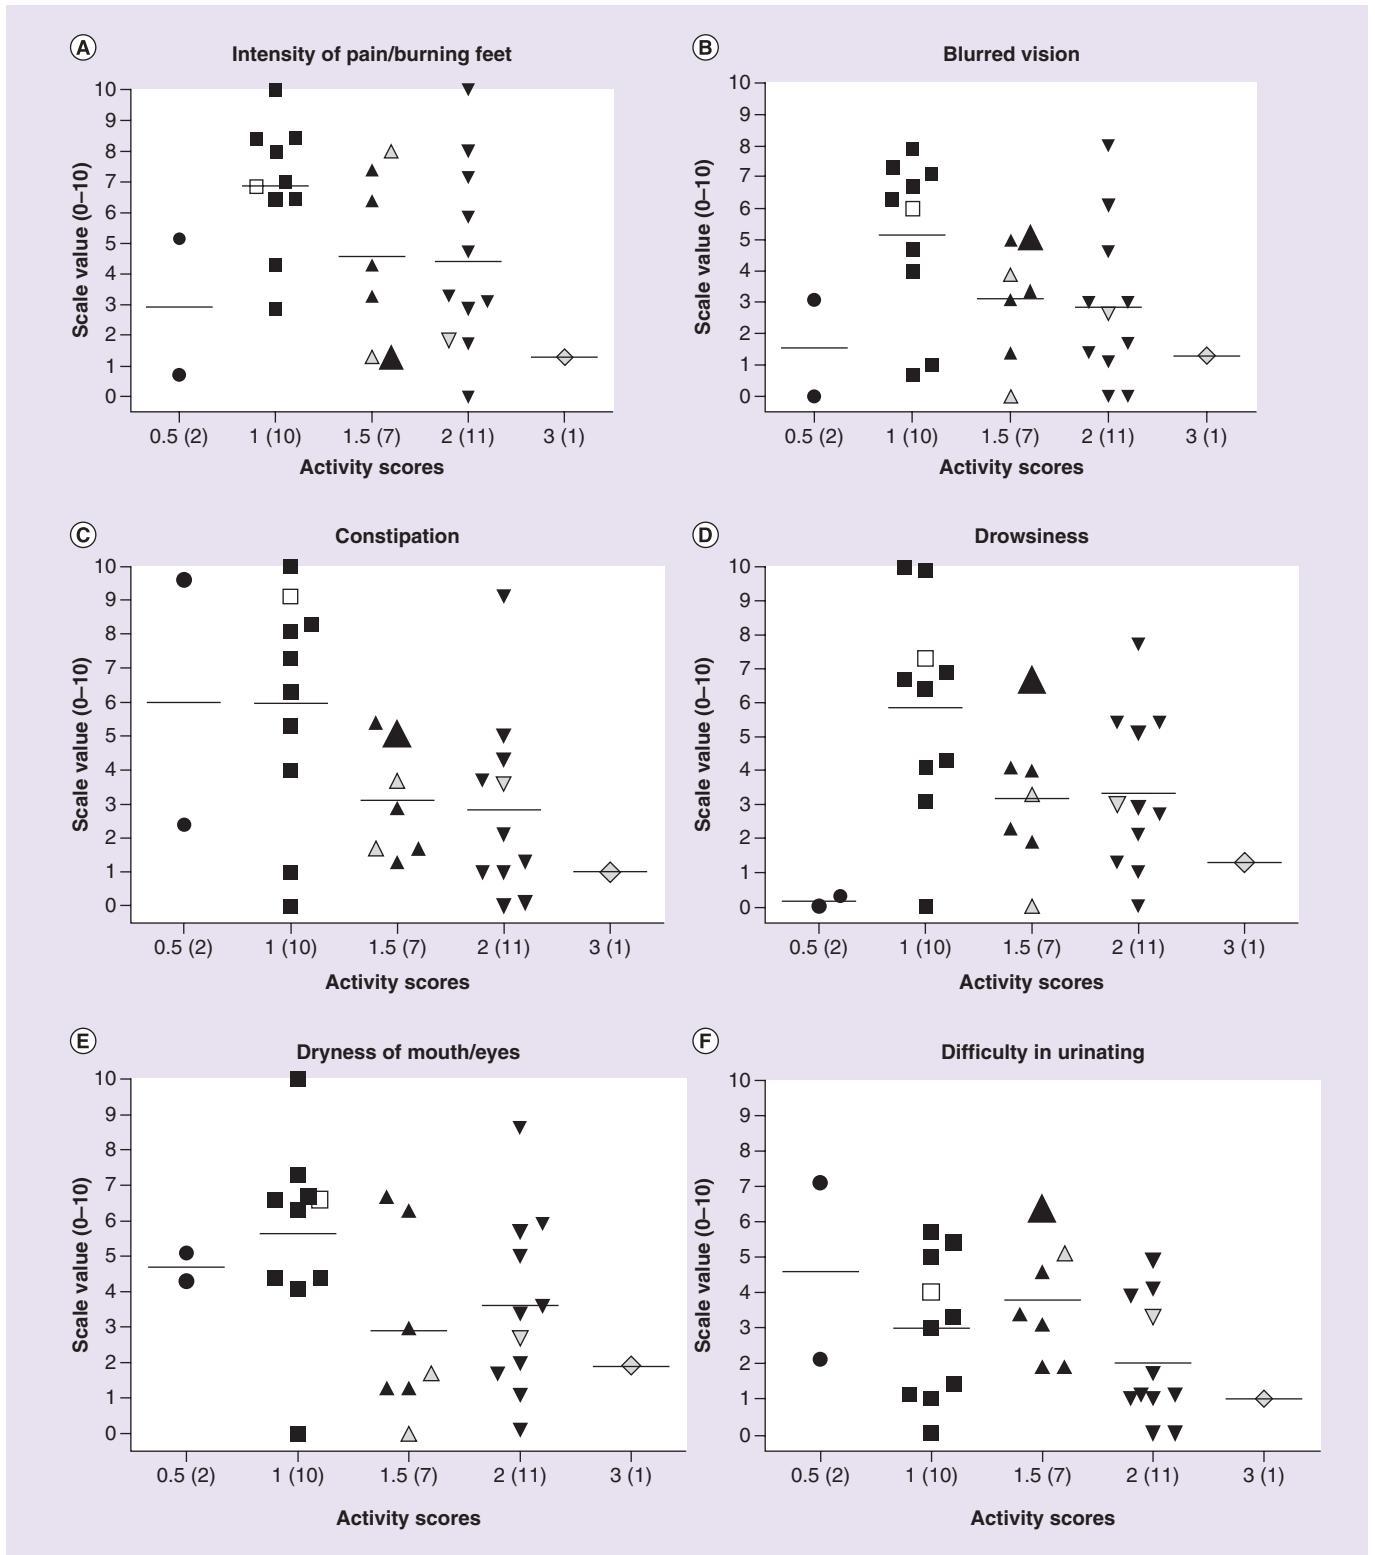 A
Intensity of pain/burning feet
Scale value (0–10)
10
9
8
7
6
5
4
3
2
1
0
0.5 (2) 1 (10) 1.5 (7) 2 (11) 3 (1)
Activity scores
B
Blurred vision
Scale value (0–10)
10
9
8
7
6
5
4
3
2
1
0
0.5 (2) 1 (10) 1.5 (7) 2 (11) 3 (1)
Activity scores
C
Constipation
Scale value (0–10)
10
9
8
7
6
5
4
3
2
1
0
0.5 (2) 1 (10) 1.5 (7) 2 (11) 3 (1)
Activity scores
D
Drowsiness
Scale value (0–10)
10
9
8
7
6
5
4
3
2
1
0
0.5 (2) 1 (10) 1.5 (7) 2 (11) 3 (1)
Activity scores
E
Dryness of mouth/eyes
Scale value (0–10)
10
9
8
7
6
5
4
3
2
1
0
0.5 (2) 1 (10) 1.5 (7) 2 (11) 3 (1)
Activity scores
F
Difficulty in urinating
Scale value (0–10)
10
9
8
7
6
5
4
3
2
1
0
0.5 (2) 1 (10) 1.5 (7) 2 (11) 3 (1)
Activity scores